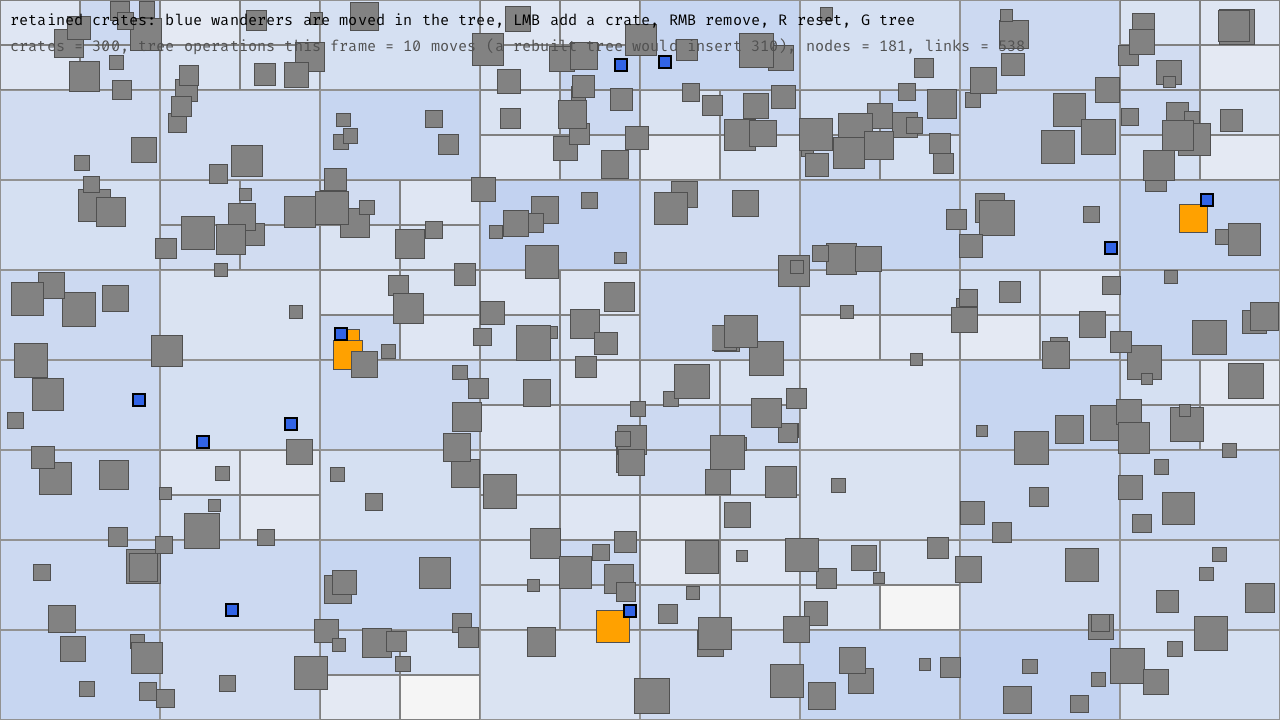 retained crates: blue wanderers are moved in the tree, LMB add a crate, RMB remove, R reset, G tree
crates = 300, tree operations this frame = 10 moves (a rebuilt tree would insert 310), nodes = 181, links = 538